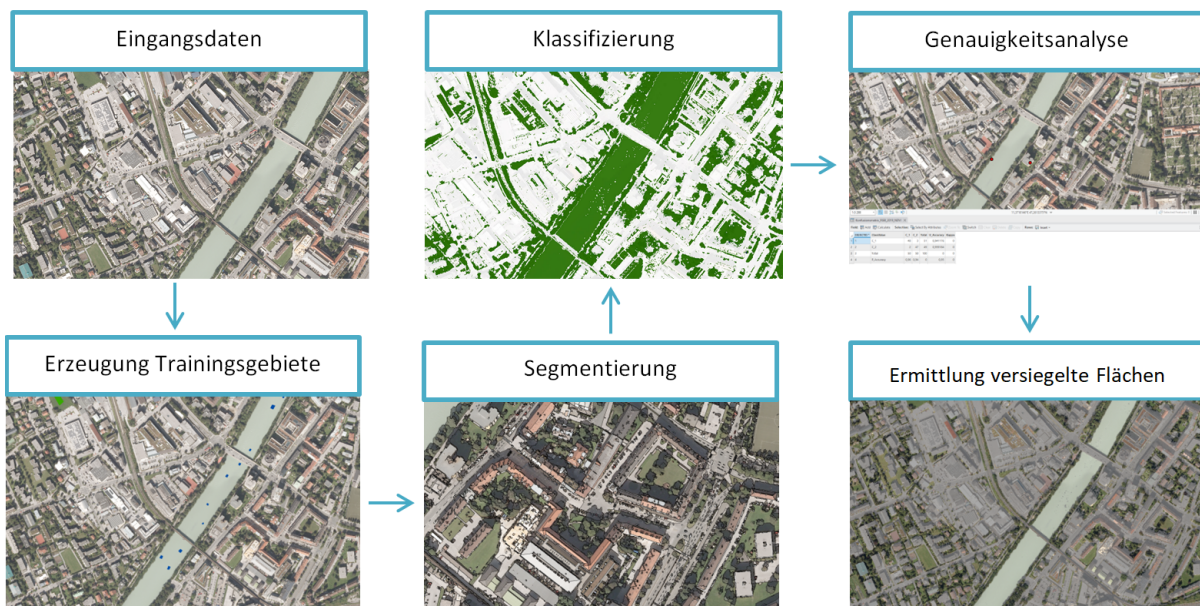 Eingangsdaten
Klassifizierung
Genauigkeitsanalyse
Erzeugung Trainingsgebiete
Segmentierung
Ermittlung versiegelte Flächen